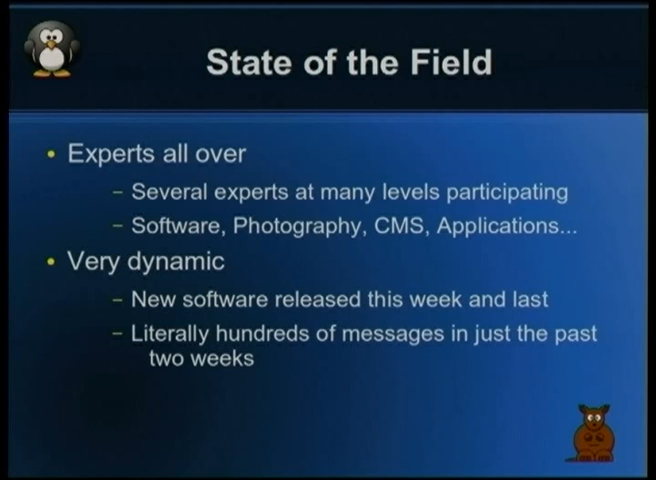 State of the Field
• Experts all over
– Several experts at many levels participating
– Software, Photography, CMS, Applications...
• Very dynamic
– New software released this week and last
– Literally hundreds of messages in just the past
two weeks